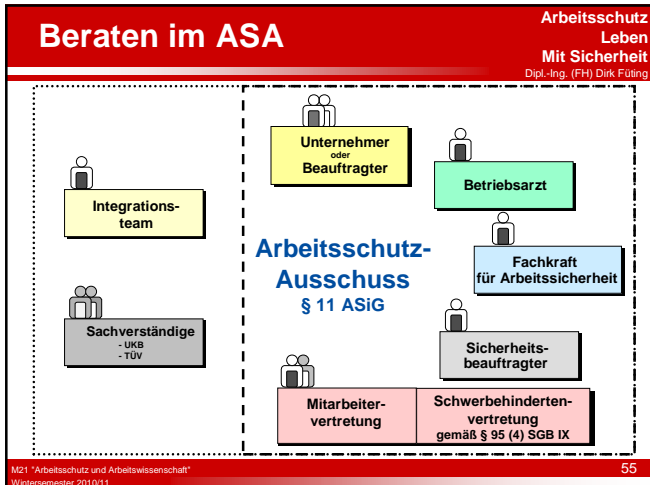 Beraten im ASA
Arbeitsschutz
Leben
Mit Sicherheit
Dipl.-Ing. (FH) Dirk Füting
Unternehmer
oder
Beauftragter
Betriebsarzt
Integrations-
team
Arbeitsschutz-
Ausschuss
§ 11 ASiG
Fachkraft
für Arbeitssicherheit
Sachverständige
- UKB
- TÜV
Sicherheits-
beauftragter
Mitarbeiter-
vertretung
Schwerbehinderten-
vertretung
gemäß § 95 (4) SGB IX
M21 "Arbeitsschutz und Arbeitswissenschaft"
Wintersemester 2010/11
55